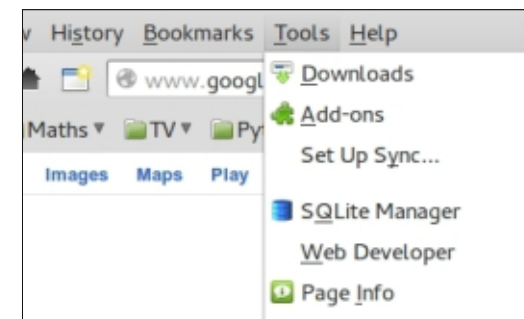 History Bookmarks Tools Help
www.googl
Maths TV Py
Images Maps Play
Downloads
Add-ons
Set Up Sync...
SQLite Manager
Web Developer
Page Info